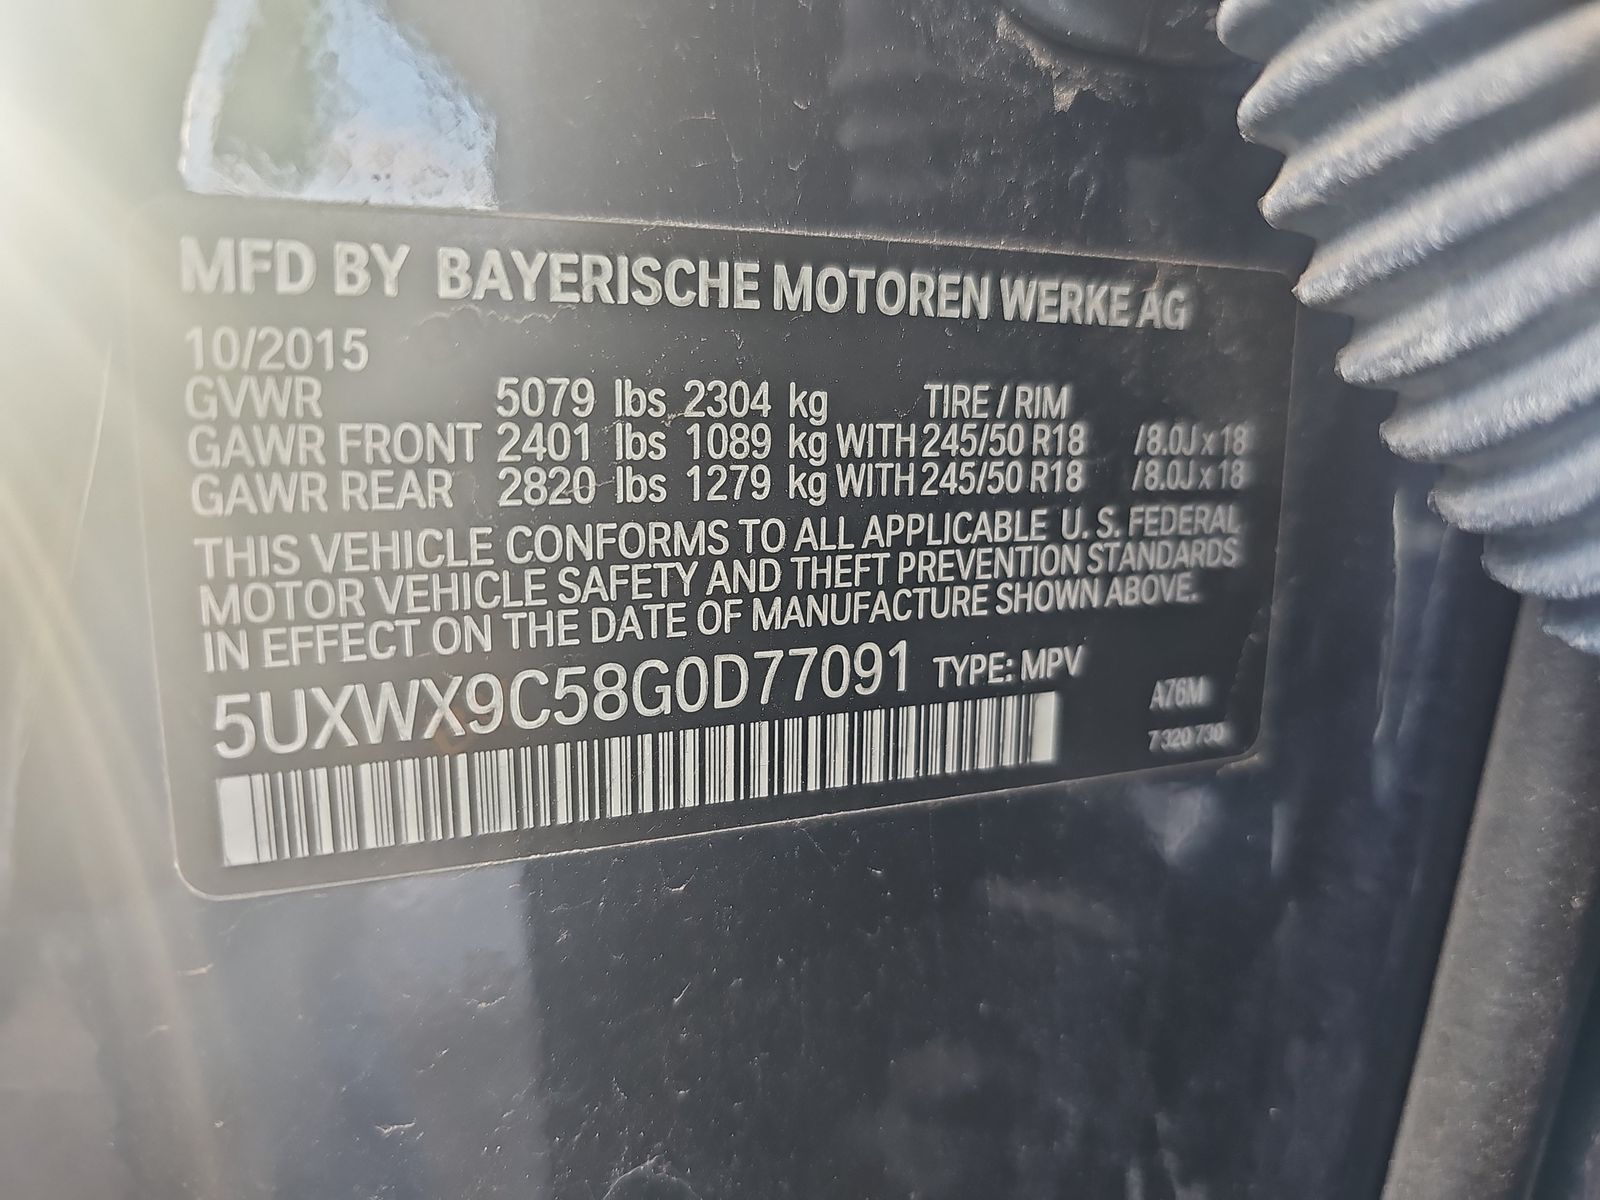 MFD BY BAYERISCHE MOTOREN WERKE AG
10/2015
GVWR 5079 lbs 2304 kg TIRE / RIM
GAWR FRONT 2401 lbs 1089 kg WITH 245/50 R18 /8.0J x 18
GAWR REAR 2820 lbs 1279 kg WITH 245/50 R18 /8.0J x 18
THIS VEHICLE CONFORMS TO ALL APPLICABLE U. S. FEDERAL
MOTOR VEHICLE SAFETY AND THEFT PREVENTION STANDARDS
IN EFFECT ON THE DATE OF MANUFACTURE SHOWN ABOVE.
5UXWX9C58G0D77091 TYPE: MPV
A76M
7 320 730